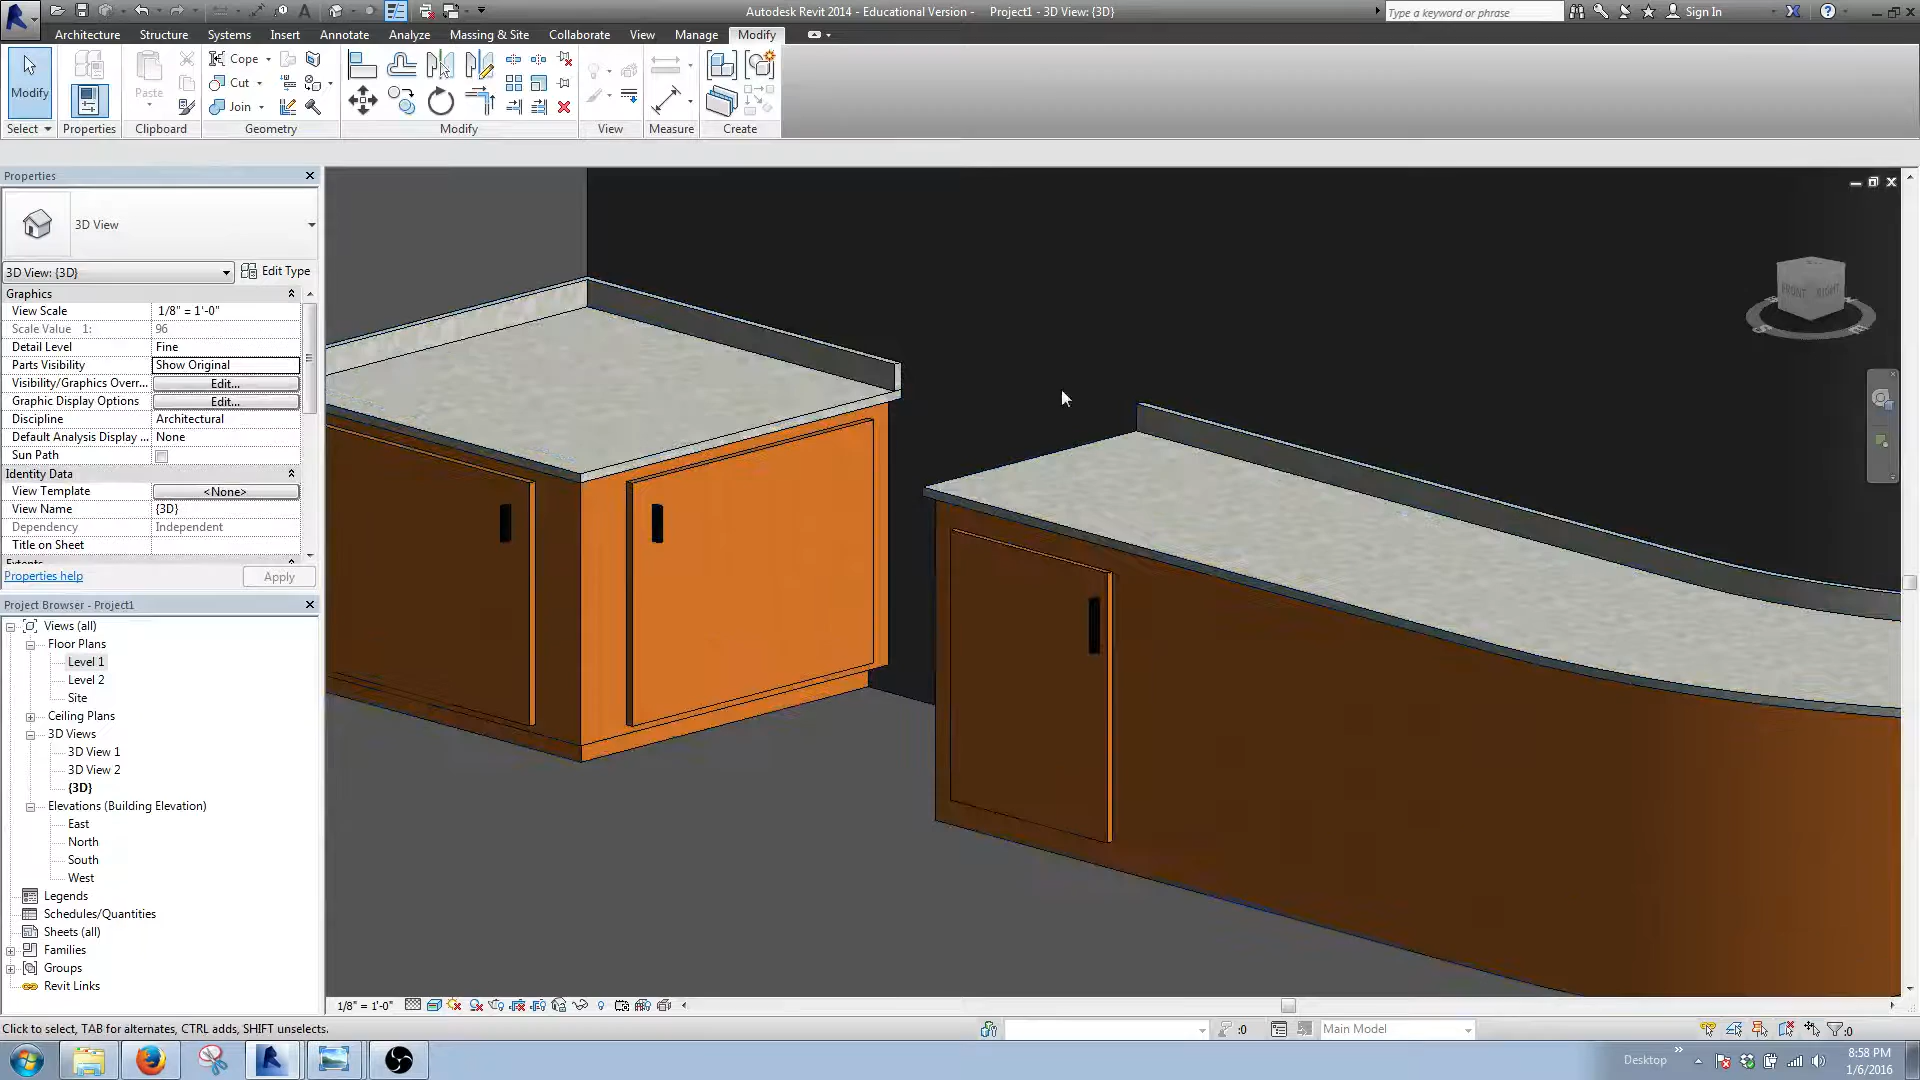 Autodesk Revit 2014 - Educational Version - Project1 - 3D View: {3D}
Type a keyword or phrase
Sign In
Architecture Structure Systems Insert Annotate Analyze Massing & Site Collaborate View Manage Modify
Modify
Paste
Cope
Cut
Join
Select Properties Clipboard Geometry Modify View Measure Create
Properties
3D View
3D View: {3D} Edit Type
Graphics
View Scale 1/8" = 1'-0"
Scale Value 1: 96
Detail Level Fine
Parts Visibility Show Original
Visibility/Graphics Overr... Edit...
Graphic Display Options Edit...
Discipline Architectural
Default Analysis Display ... None
Sun Path
Identity Data
View Template <None>
View Name {3D}
Dependency Independent
Title on Sheet
Extents
Properties help Apply
Project Browser - Project1
Views (all)
Floor Plans
Level 1
Level 2
Site
Ceiling Plans
3D Views
3D View 1
3D View 2
{3D}
Elevations (Building Elevation)
East
North
South
West
Legends
Schedules/Quantities
Sheets (all)
Families
Groups
Revit Links
FRONT RIGHT
S E
1/8" = 1'-0"
Click to select, TAB for alternates, CTRL adds, SHIFT unselects.
:0
Main Model
:0
Desktop
8:58 PM
1/6/2016